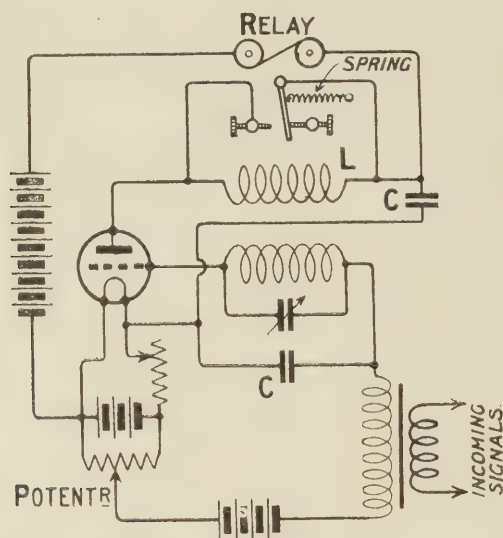 RELAY
SPRING
L
C
C
POTENTR
INCOMING
SIGNALS.